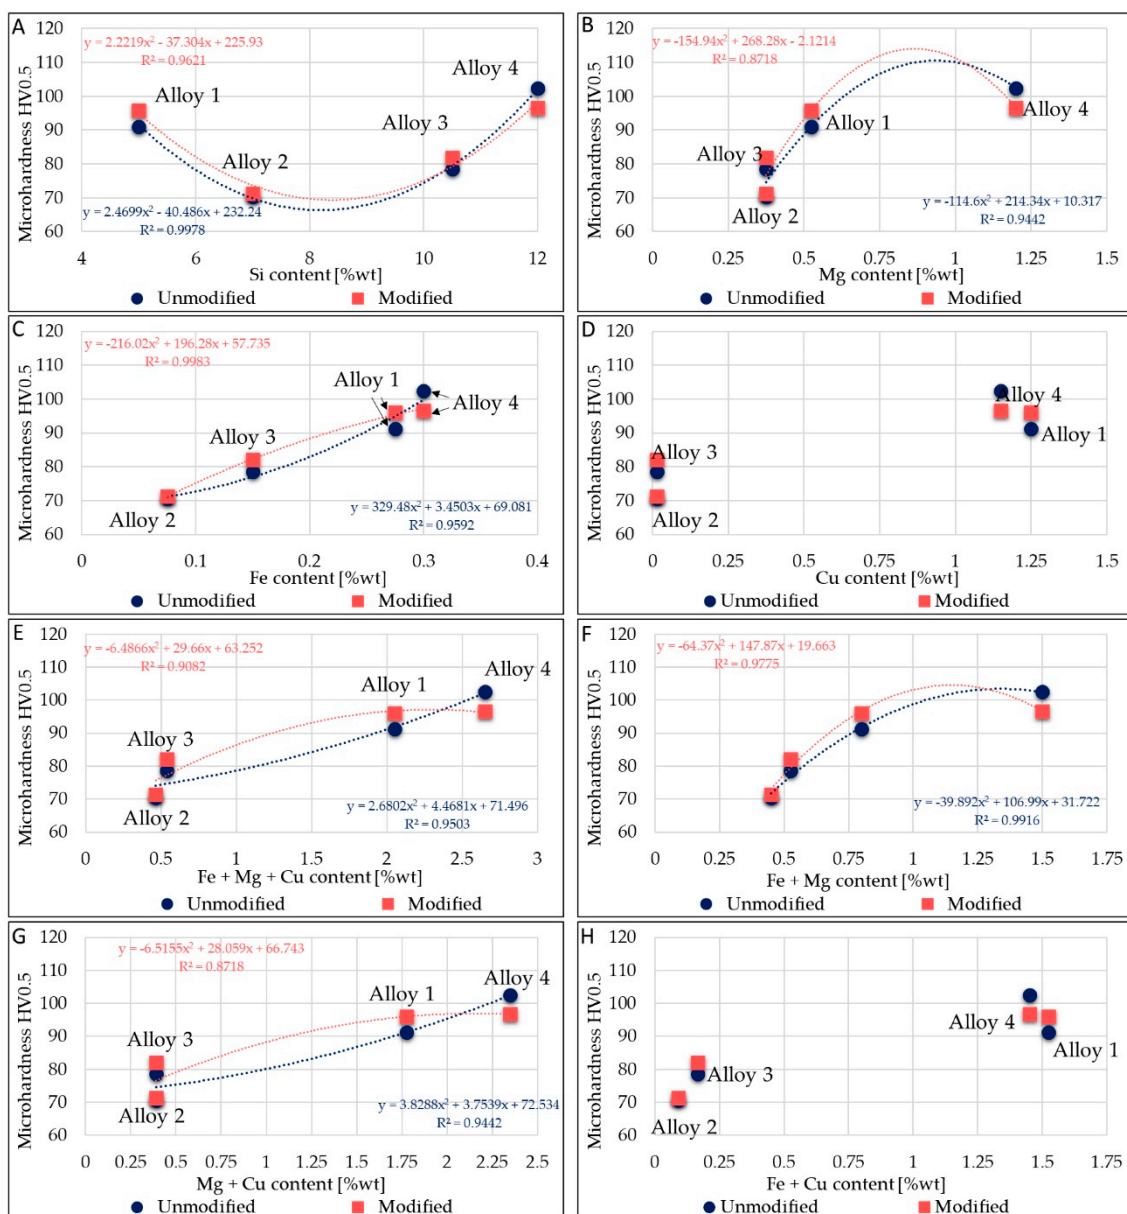 A
Microhardness HV0.5
120
110
100
90
80
70
60
y = 2.2219x² - 37.304x + 225.93
R² = 0.9621
Alloy 1
Alloy 2
Alloy 3
Alloy 4
y = 2.4699x² - 40.486x + 232.24
R² = 0.9978
4 6 8 10 12
Si content [%wt]
Unmodified Modified
B
Microhardness HV0.5
120
110
100
90
80
70
60
y = -154.94x² + 268.28x - 2.1214
R² = 0.8718
Alloy 4
Alloy 1
Alloy 3
Alloy 2
y = -114.6x² + 214.34x + 10.317
R² = 0.9442
0 0.25 0.5 0.75 1 1.25 1.5
Mg content [%wt]
Unmodified Modified
C
Microhardness HV0.5
120
110
100
90
80
70
60
y = -216.02x² + 196.28x + 57.735
R² = 0.9983
Alloy 1
Alloy 4
Alloy 3
Alloy 2
y = 329.48x² + 3.4503x + 69.081
R² = 0.9592
0 0.1 0.2 0.3 0.4
Fe content [%wt]
Unmodified Modified
D
Microhardness HV0.5
120
110
100
90
80
70
60
Alloy 4
Alloy 1
Alloy 3
Alloy 2
0 0.25 0.5 0.75 1 1.25 1.5
Cu content [%wt]
Unmodified Modified
E
Microhardness HV0.5
120
110
100
90
80
70
60
y = -6.4866x² + 29.66x + 63.252
R² = 0.9082
Alloy 4
Alloy 1
Alloy 3
Alloy 2
y = 2.6802x² + 4.4681x + 71.496
R² = 0.9503
0 0.5 1 1.5 2 2.5 3
Fe + Mg + Cu content [%wt]
Unmodified Modified
F
Microhardness HV0.5
120
110
100
90
80
70
60
y = -64.37x² + 147.87x + 19.663
R² = 0.9775
y = -39.892x² + 106.99x + 31.722
R² = 0.9916
0 0.25 0.5 0.75 1 1.25 1.5 1.75
Fe + Mg content [%wt]
Unmodified Modified
G
Microhardness HV0.5
120
110
100
90
80
70
60
y = -6.5155x² + 28.059x + 66.743
R² = 0.8718
Alloy 4
Alloy 1
Alloy 3
Alloy 2
y = 3.8288x² + 3.7539x + 72.534
R² = 0.9442
0 0.25 0.5 0.75 1 1.25 1.5 1.75 2 2.25 2.5
Mg + Cu content [%wt]
Unmodified Modified
H
Microhardness HV0.5
120
110
100
90
80
70
60
Alloy 4
Alloy 1
Alloy 3
Alloy 2
0 0.25 0.5 0.75 1 1.25 1.5 1.75
Fe + Cu content [%wt]
Unmodified Modified